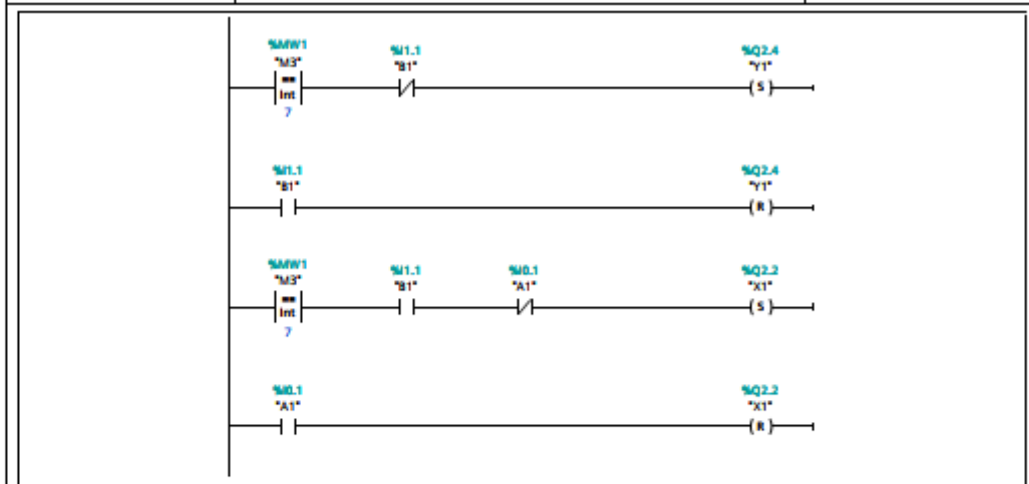 %MW1 %I1.1 %Q2.4
"M3" "B1" "Y1"
==
Int ( S )
7
%I1.1 %Q2.4
"B1" "Y1"
( R )
%MW1 %I1.1 %I0.1 %Q2.2
"M3" "B1" "A1" "X1"
==
Int ( S )
7
%I0.1 %Q2.2
"A1" "X1"
( R )